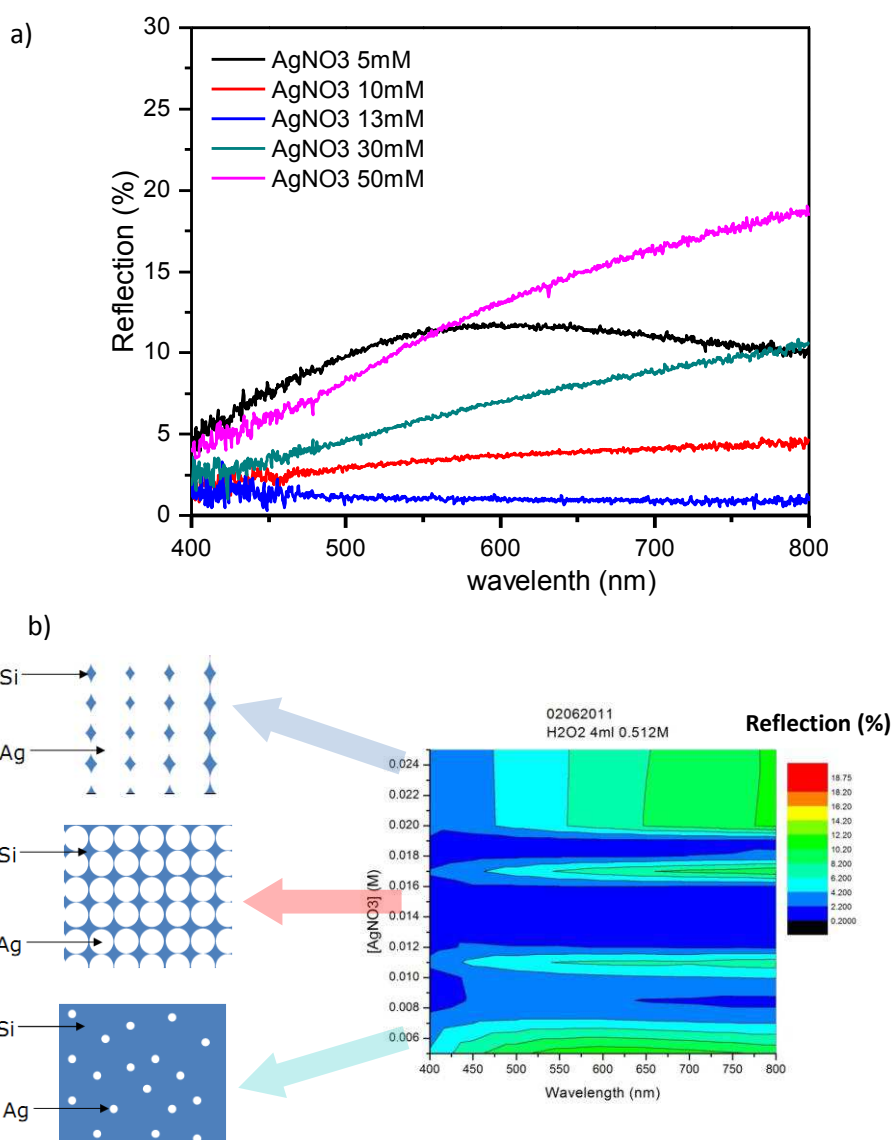 a)
30
25
20
15
10
5
0
Reflection (%)
AgNO3 5mM
AgNO3 10mM
AgNO3 13mM
AgNO3 30mM
AgNO3 50mM
400 500 600 700 800
wavelenth (nm)
b)
Si
Ag
Si
Ag
Si
Ag
02062011
H2O2 4ml 0.512M
Reflection (%)
0.024
0.022
0.020
0.018
0.016
0.014
0.012
0.010
0.008
0.006
[AgNO3] (M)
400 450 500 550 600 650 700 750 800
Wavelength (nm)
18.75
18.20
16.20
14.20
12.20
10.20
8.200
6.200
4.200
2.200
0.2000